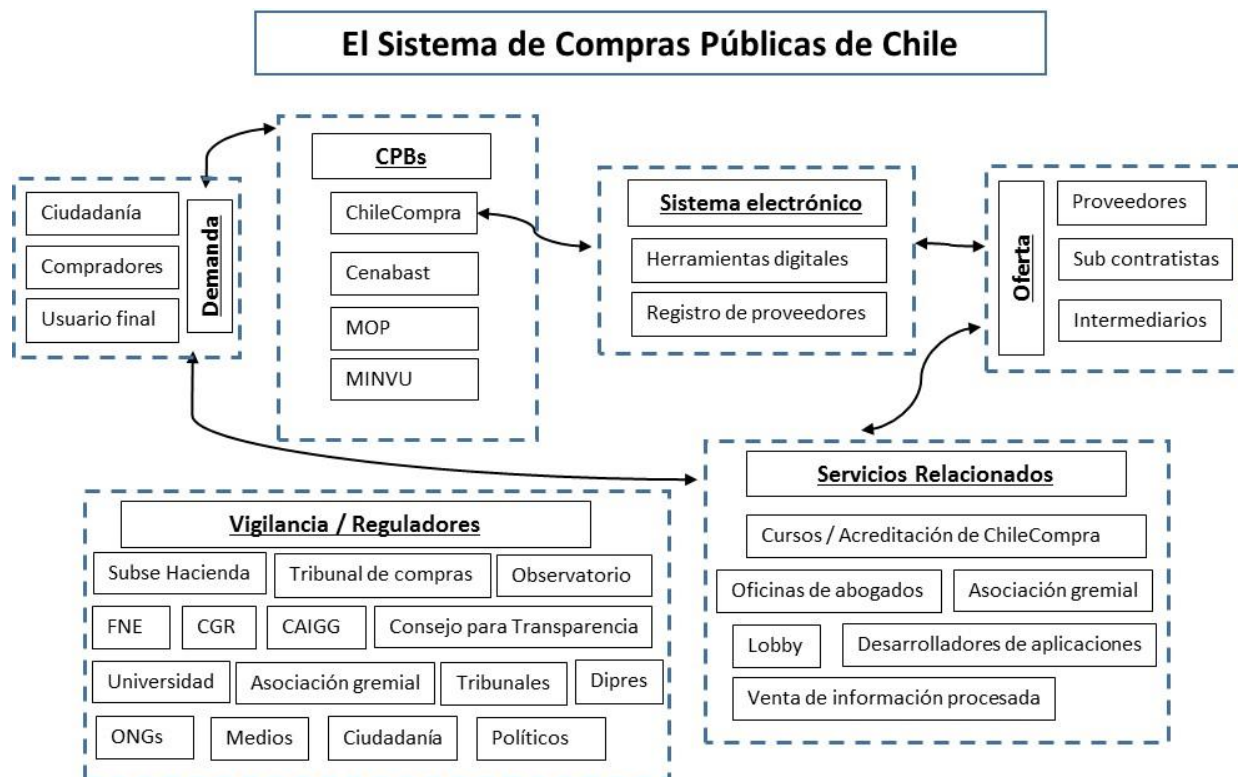 El Sistema de Compras Públicas de Chile
Ciudadanía
Compradores
Usuario final
Demanda
CPBs
ChileCompra
Cenabast
MOP
MINVU
Sistema electrónico
Herramientas digitales
Registro de proveedores
Oferta
Proveedores
Sub contratistas
Intermediarios
Vigilancia / Reguladores
Subse Hacienda
Tribunal de compras
Observatorio
FNE
CGR
CAIGG
Consejo para Transparencia
Universidad
Asociación gremial
Tribunales
Dipres
ONGs
Medios
Ciudadanía
Políticos
Servicios Relacionados
Cursos / Acreditación de ChileCompra
Oficinas de abogados
Asociación gremial
Lobby
Desarrolladores de aplicaciones
Venta de información procesada